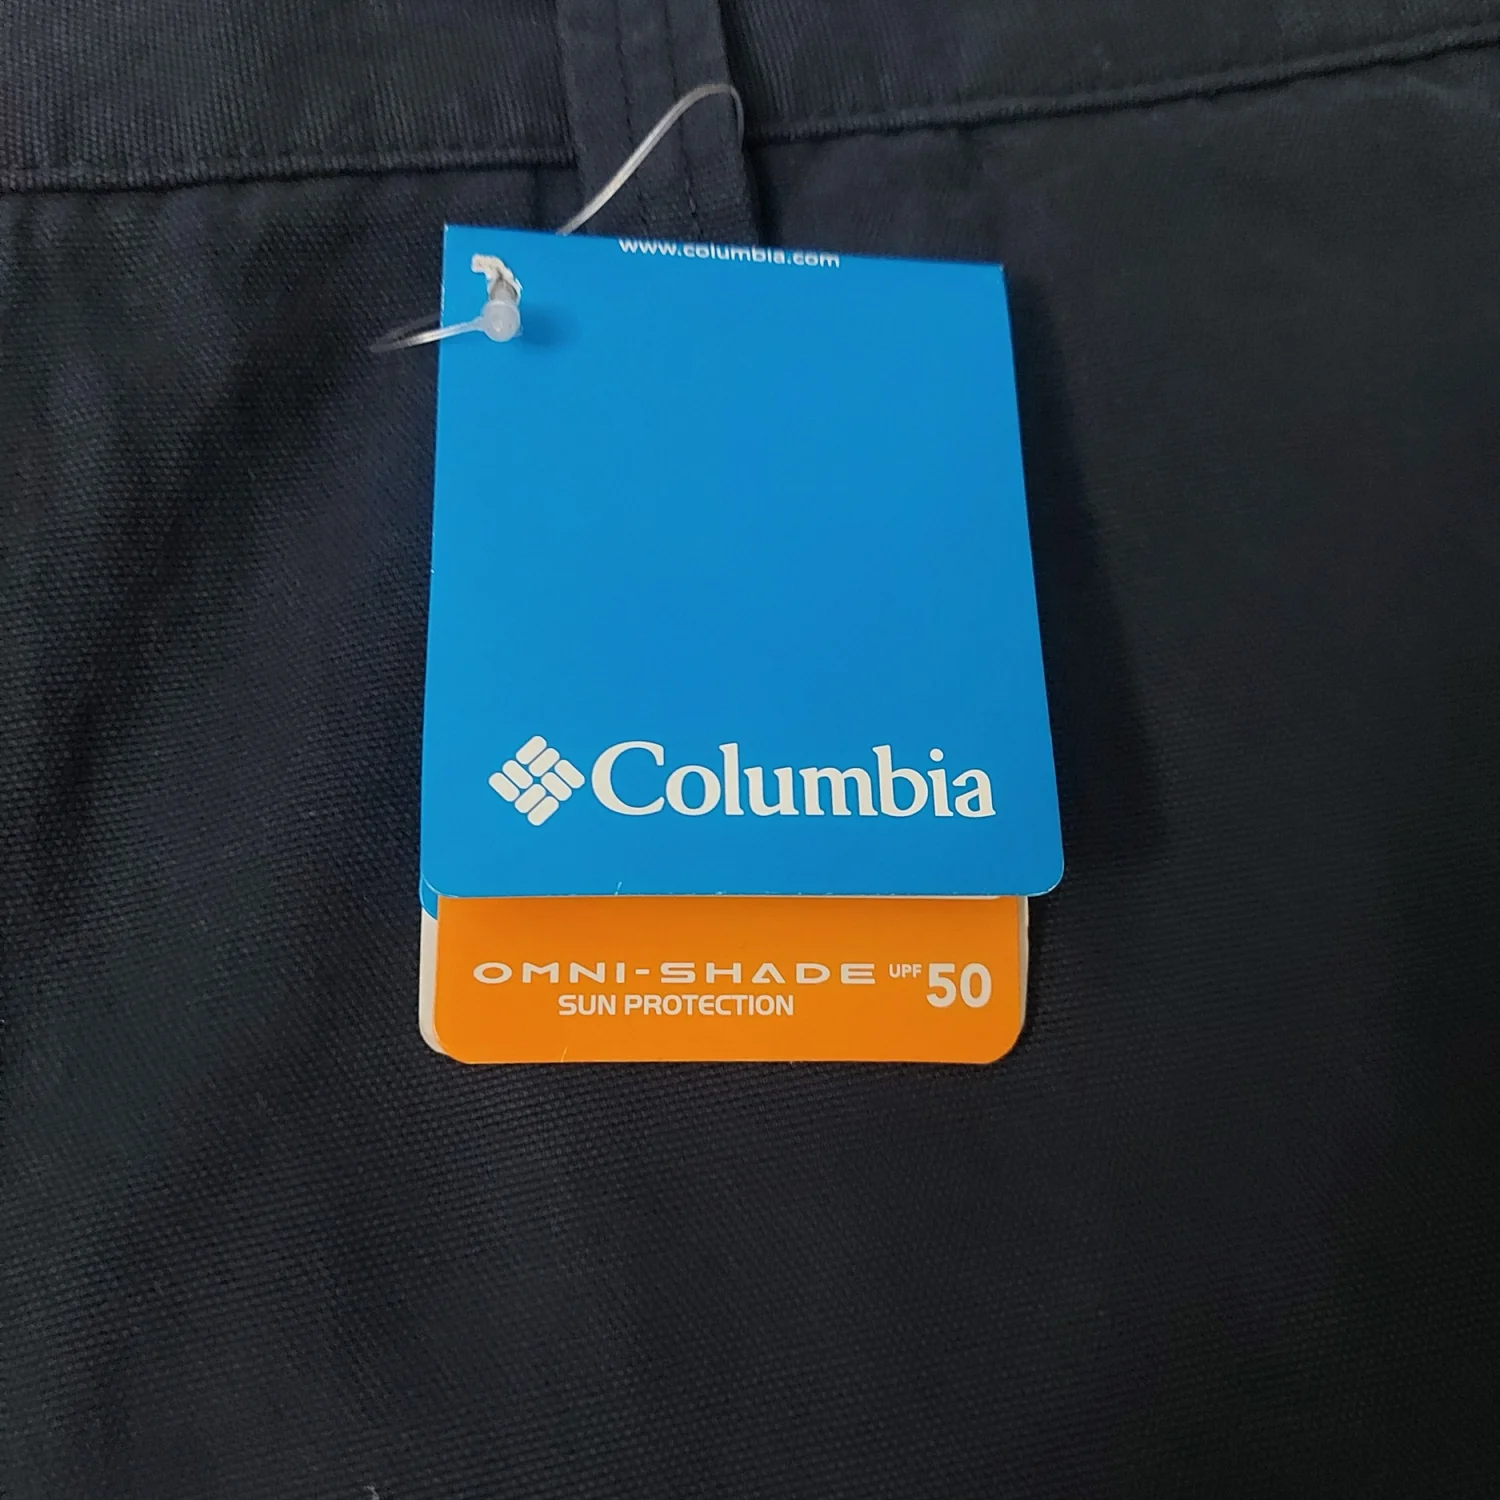 www.columbia.com
Columbia
OMNI-SHADE UPF 50
SUN PROTECTION